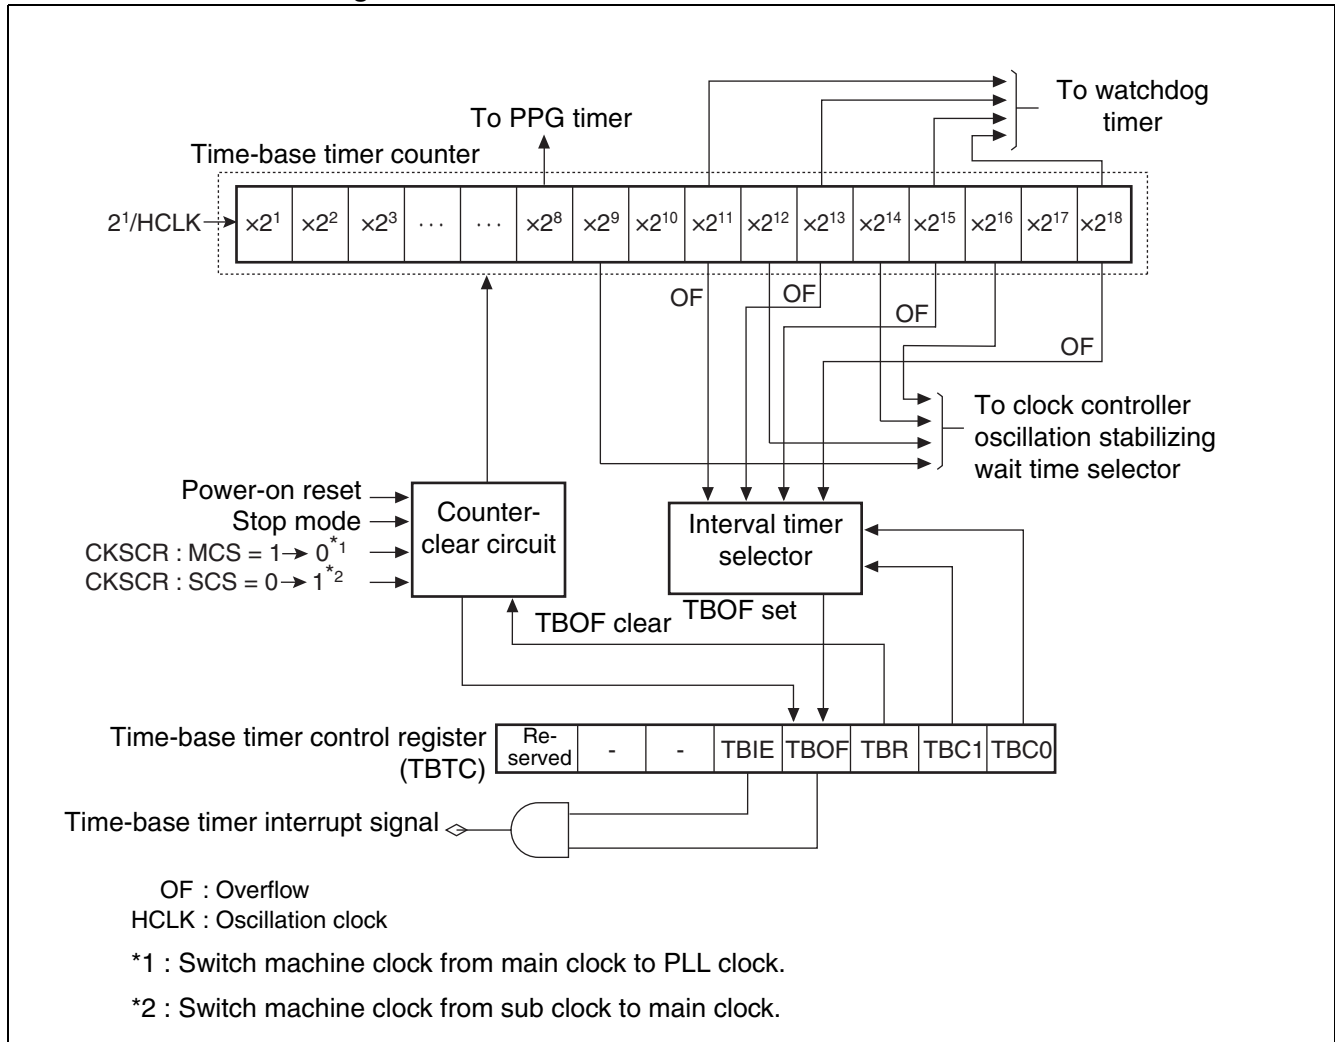 To PPG timer
To watchdog
timer
Time-base timer counter
2¹/HCLK
×2¹ ×2² ×2³ ... ... ×2⁸ ×2⁹ ×2¹⁰ ×2¹¹ ×2¹² ×2¹³ ×2¹⁴ ×2¹⁵ ×2¹⁶ ×2¹⁷ ×2¹⁸
OF
OF
OF
OF
To clock controller
oscillation stabilizing
wait time selector
Power-on reset
Stop mode
CKSCR : MCS = 1→0*1
CKSCR : SCS = 0→1*2
Counter-
clear circuit
Interval timer
selector
TBOF clear
TBOF set
Time-base timer control register
(TBTC)
Re-
served
- - TBIE TBOF TBR TBC1 TBC0
Time-base timer interrupt signal
OF : Overflow
HCLK : Oscillation clock
*1 : Switch machine clock from main clock to PLL clock.
*2 : Switch machine clock from sub clock to main clock.